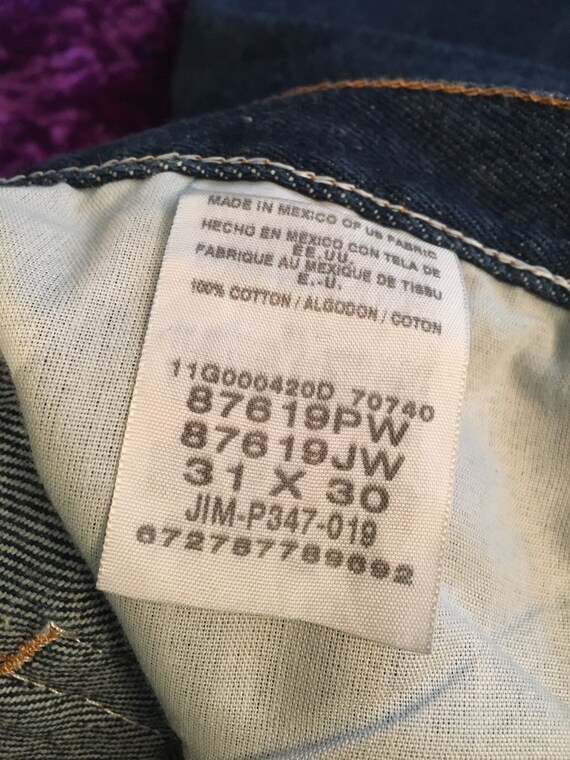 MADE IN MEXICO OF US FABRIC
HECHO EN MEXICO CON TELA DE
EE.UU.
FABRIQUE AU MEXIQUE DE TISSU
E.-U.
100% COTTON / ALGODON / COTON
11G000420D 70740
87619PW
87619JW
31 X 30
JIM-P347-019
672787789692